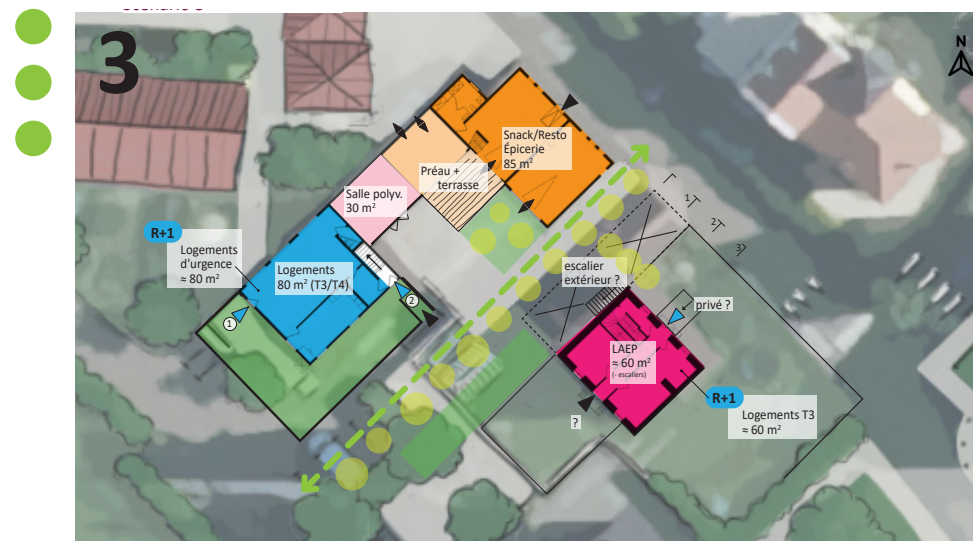 3
N
Snack/Resto
Épicerie
85 m²
Préau +
terrasse
Salle polyv.
30 m²
R+1
Logements
d'urgence
≈ 80 m²
Logements
80 m² (T3/T4)
1
2
escalier
extérieur ?
1
2
3
privé ?
LAEP
≈ 60 m²
(- escaliers)
R+1
Logements T3
≈ 60 m²
?